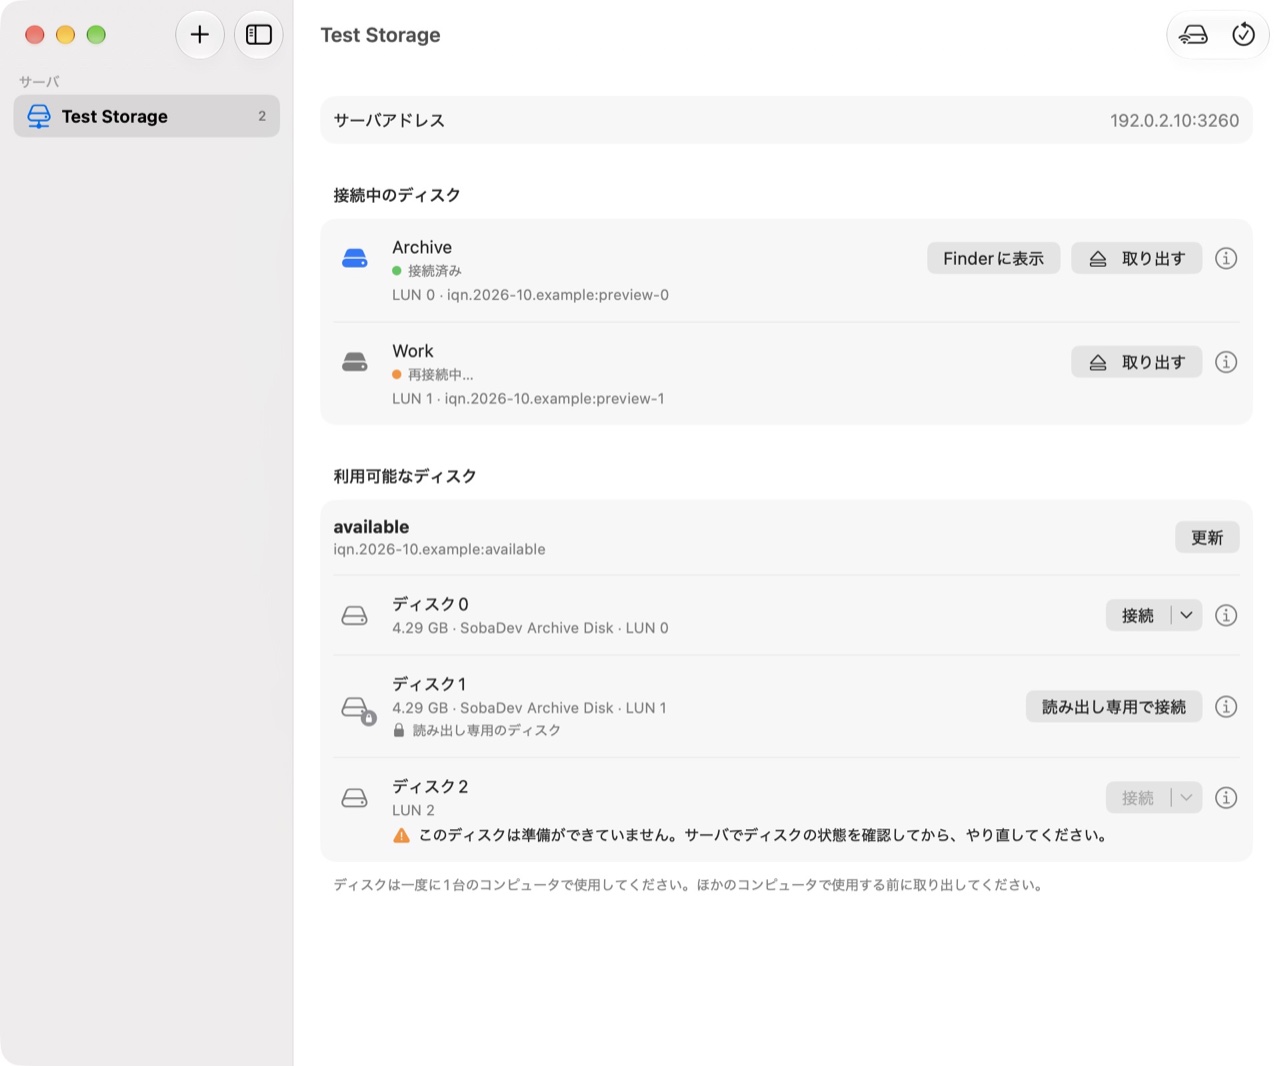 Test Storage
サーバ
Test Storage 2
サーバアドレス 192.0.2.10:3260
接続中のディスク
Archive
接続済み
LUN 0 · iqn.2026-10.example:preview-0
Finderに表示
取り出す
Work
再接続中...
LUN 1 · iqn.2026-10.example:preview-1
取り出す
利用可能なディスク
available
iqn.2026-10.example:available
更新
ディスク0
4.29 GB · SobaDev Archive Disk · LUN 0
接続
ディスク1
4.29 GB · SobaDev Archive Disk · LUN 1
読み出し専用のディスク
読み出し専用で接続
ディスク2
LUN 2
このディスクは準備ができていません。サーバでディスクの状態を確認してから、やり直してください。
接続
ディスクは一度に1台のコンピュータで使用してください。ほかのコンピュータで使用する前に取り出してください。